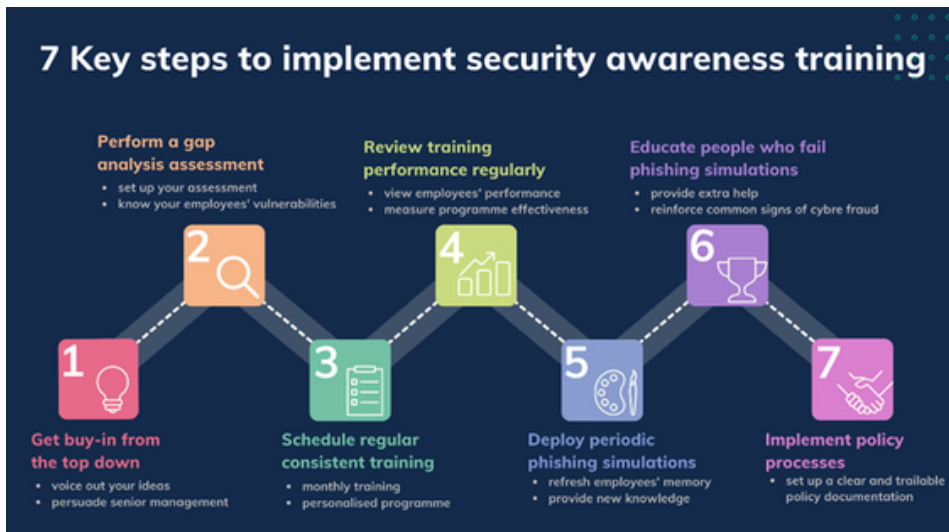 7 Key steps to implement security awareness training
1
Get buy-in from
the top down
• voice out your ideas
• persuade senior management
2
Perform a gap
analysis assessment
• set up your assessment
• know your employees' vulnerabilities
3
Schedule regular
consistent training
• monthly training
• personalised programme
4
Review training
performance regularly
• view employees' performance
• measure programme effectiveness
5
Deploy periodic
phishing simulations
• refresh employees' memory
• provide new knowledge
6
Educate people who fail
phishing simulations
• provide extra help
• reinforce common signs of cybre fraud
7
Implement policy
processes
• set up a clear and trailable
policy documentation